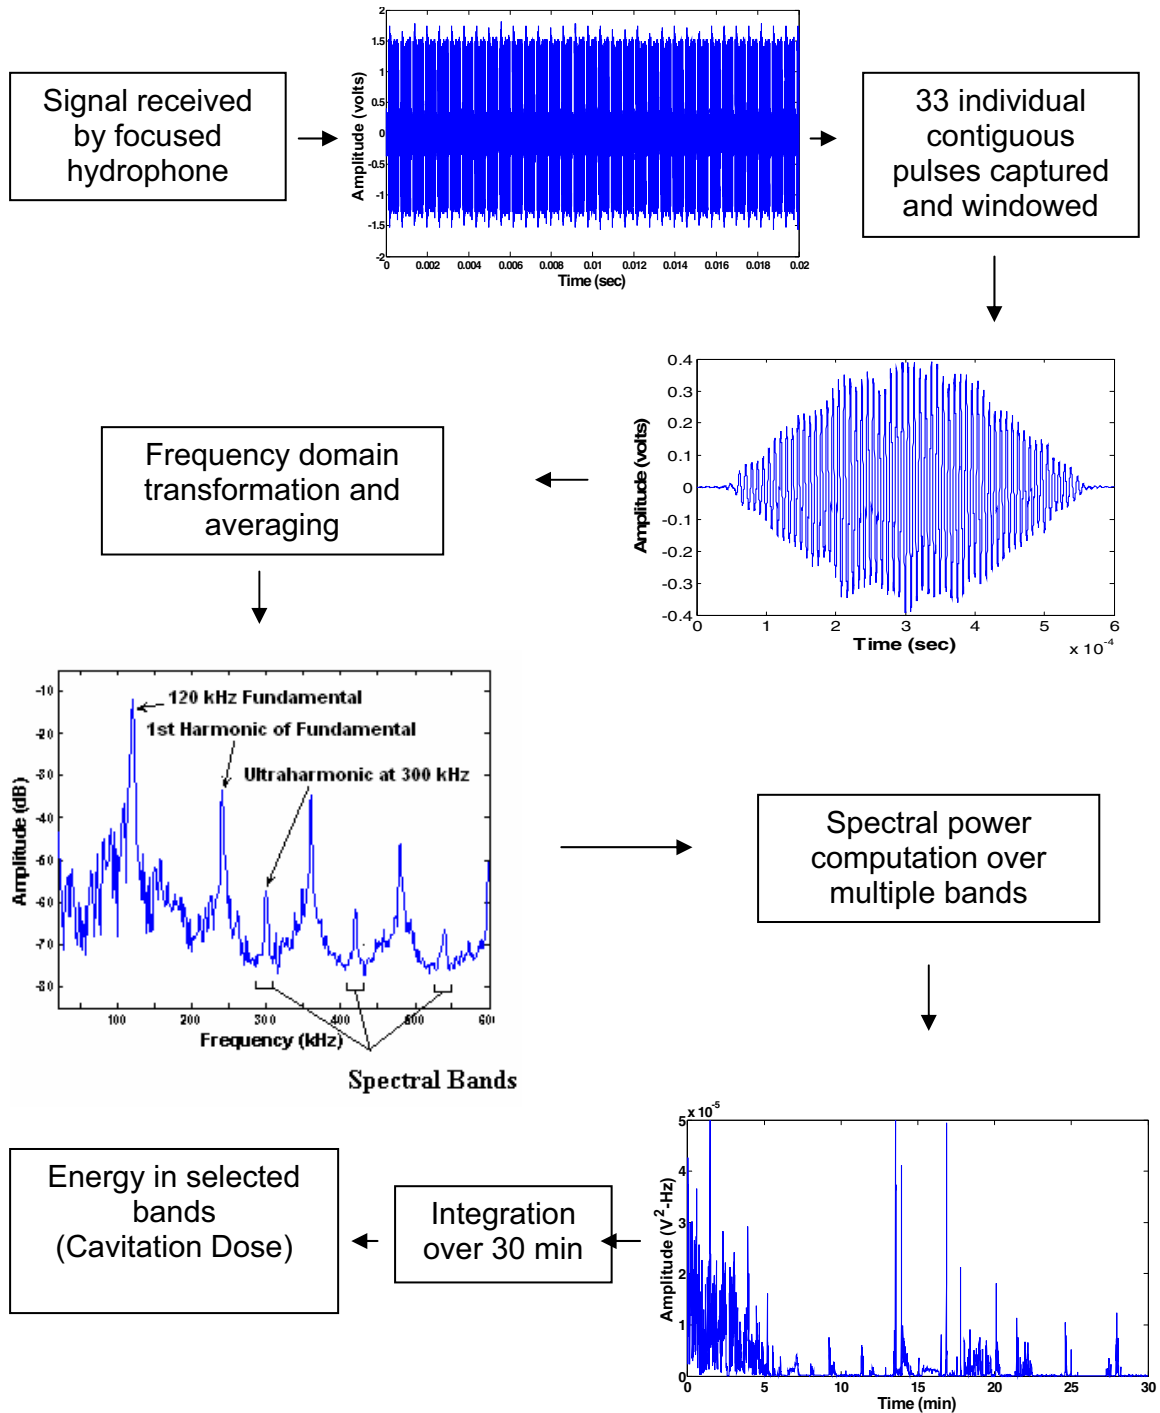 Signal received
by focused
hydrophone
Amplitude (volts)
2
1.5
1
0.5
0
-0.5
-1
-1.5
-2
0 0.002 0.004 0.006 0.008 0.01 0.012 0.014 0.016 0.018 0.02
Time (sec)
33 individual
contiguous
pulses captured
and windowed
Amplitude (volts)
0.4
0.3
0.2
0.1
0
-0.1
-0.2
-0.3
-0.4
0 1 2 3 4 5 6
Time (sec)
x 10-4
Frequency domain
transformation and
averaging
Amplitude (dB)
-10
-20
-30
-40
-50
-60
-70
-80
120 kHz Fundamental
1st Harmonic of Fundamental
Ultraharmonic at 300 kHz
100 200 300 400 500
Frequency (kHz)
Spectral Bands
Spectral power
computation over
multiple bands
x 10-5
Amplitude (V2-Hz)
5
4
3
2
1
0
0 5 10 15 20 25 30
Time (min)
Integration
over 30 min
Energy in selected
bands
(Cavitation Dose)